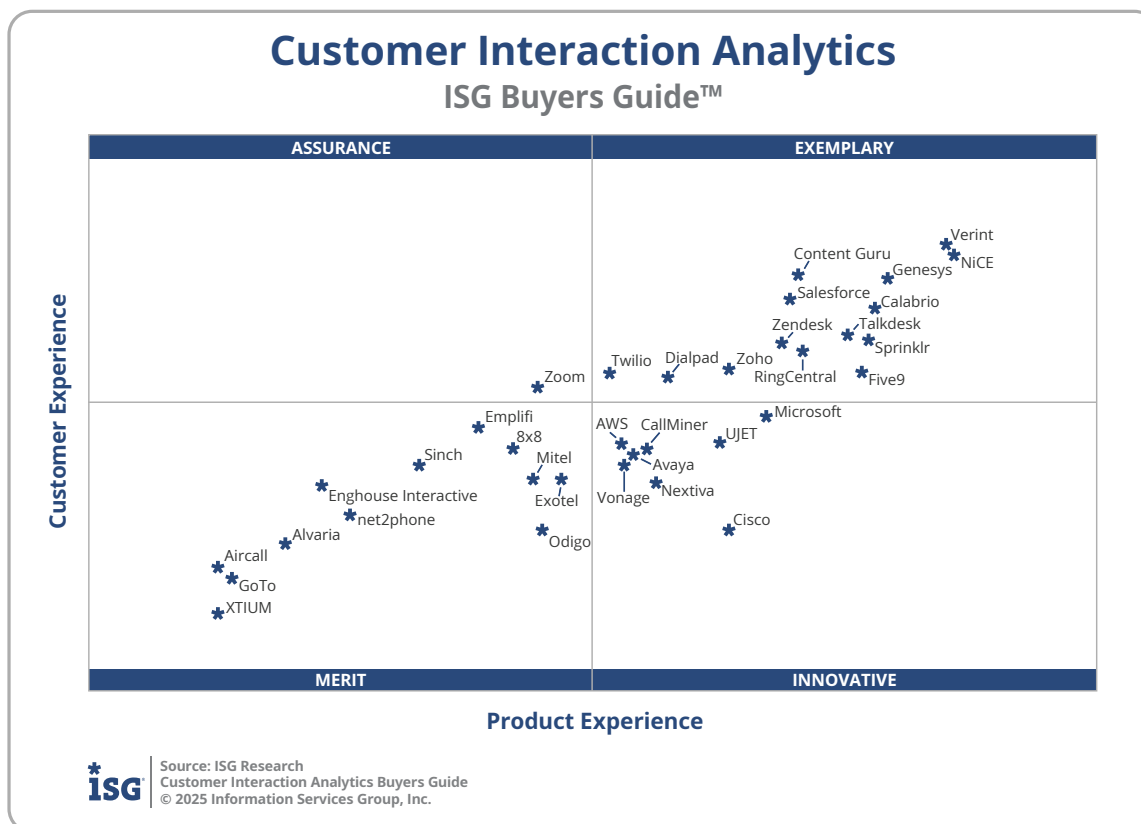 Customer Interaction Analytics
ISG Buyers Guide™
ASSURANCE
EXEMPLARY
Verint
Content Guru
NiCE
Genesys
Salesforce
Calabrio
Zendesk
Talkdesk
Sprinklr
Twilio
Dialpad
Zoho
RingCentral
Five9
Zoom
Customer Experience
Microsoft
Emplifi
AWS
CallMiner
8x8
UJET
Sinch
Mitel
Avaya
Enghouse Interactive
Exotel
Vonage
Nextiva
net2phone
Cisco
Alvaria
Odigo
Aircall
GoTo
XTIUM
MERIT
INNOVATIVE
Product Experience
ISG
Source: ISG Research
Customer Interaction Analytics Buyers Guide
© 2025 Information Services Group, Inc.